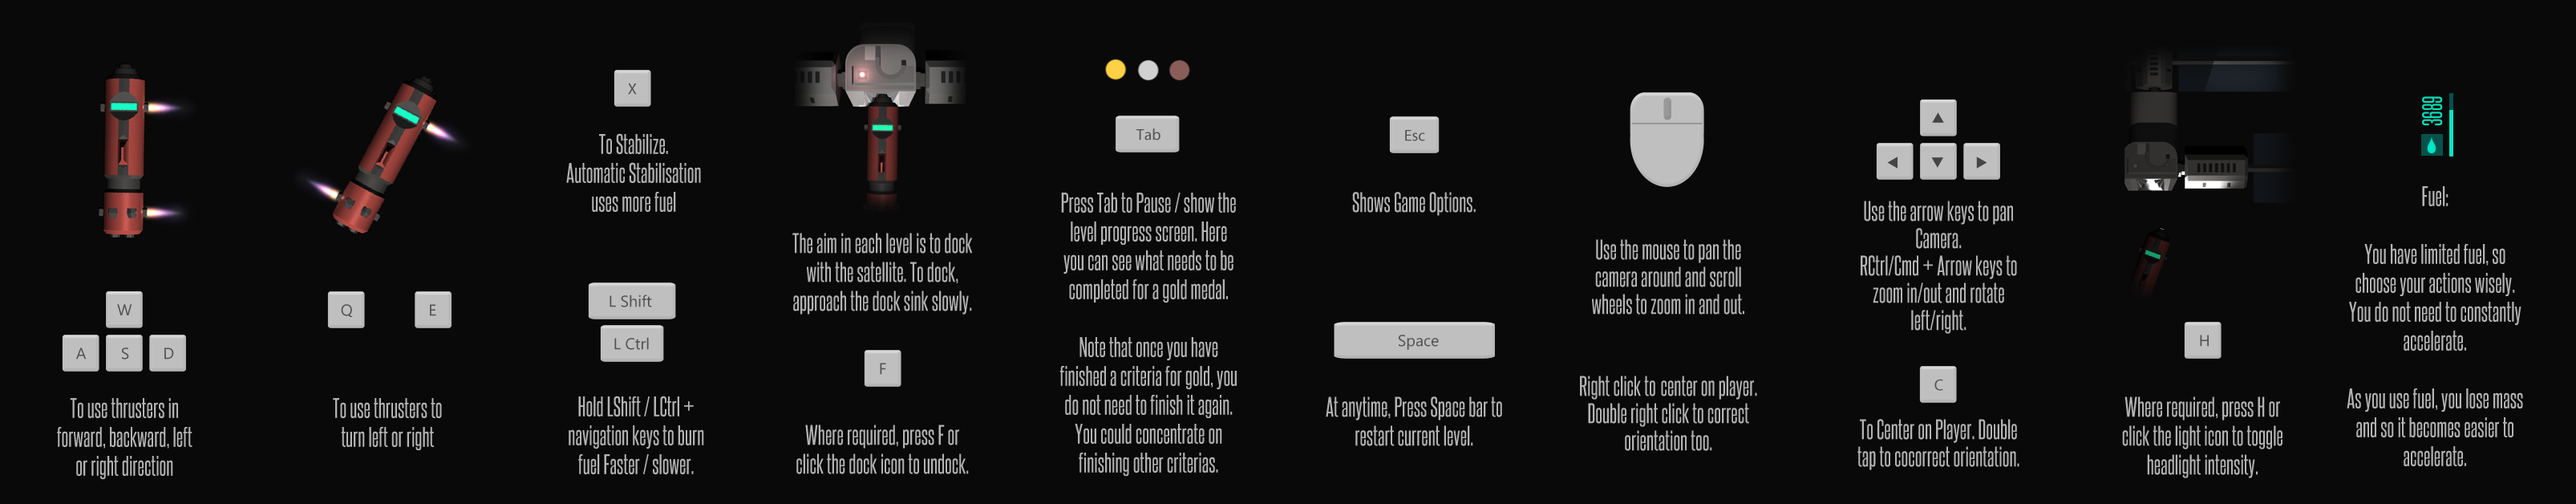 W
A S D
To use thrusters in
forward, backward, left
or right direction
Q E
To use thrusters to
turn left or right
X
To Stabilize.
Automatic Stabilisation
uses more fuel
L Shift
L Ctrl
Hold LShift / LCtrl +
navigation keys to burn
fuel Faster / slower.
The aim in each level is to dock
with the satellite. To dock,
approach the dock sink slowly.
F
Where required, press F or
click the dock icon to undock.
Tab
Press Tab to Pause / show the
level progress screen. Here
you can see what needs to be
completed for a gold medal.
Note that once you have
finished a criteria for gold, you
do not need to finish it again.
You could concentrate on
finishing other criterias.
Esc
Shows Game Options.
Space
At anytime, Press Space bar to
restart current level.
Use the mouse to pan the
camera around and scroll
wheels to zoom in and out.
Right click to center on player.
Double right click to correct
orientation too.
Use the arrow keys to pan
Camera.
RCtrl/Cmd + Arrow keys to
zoom in/out and rotate
left/right.
C
To Center on Player. Double
tap to cocorrect orientation.
H
Where required, press H or
click the light icon to toggle
headlight intensity.
3689
Fuel:
You have limited fuel, so
choose your actions wisely.
You do not need to constantly
accelerate.
As you use fuel, you lose mass
and so it becomes easier to
accelerate.